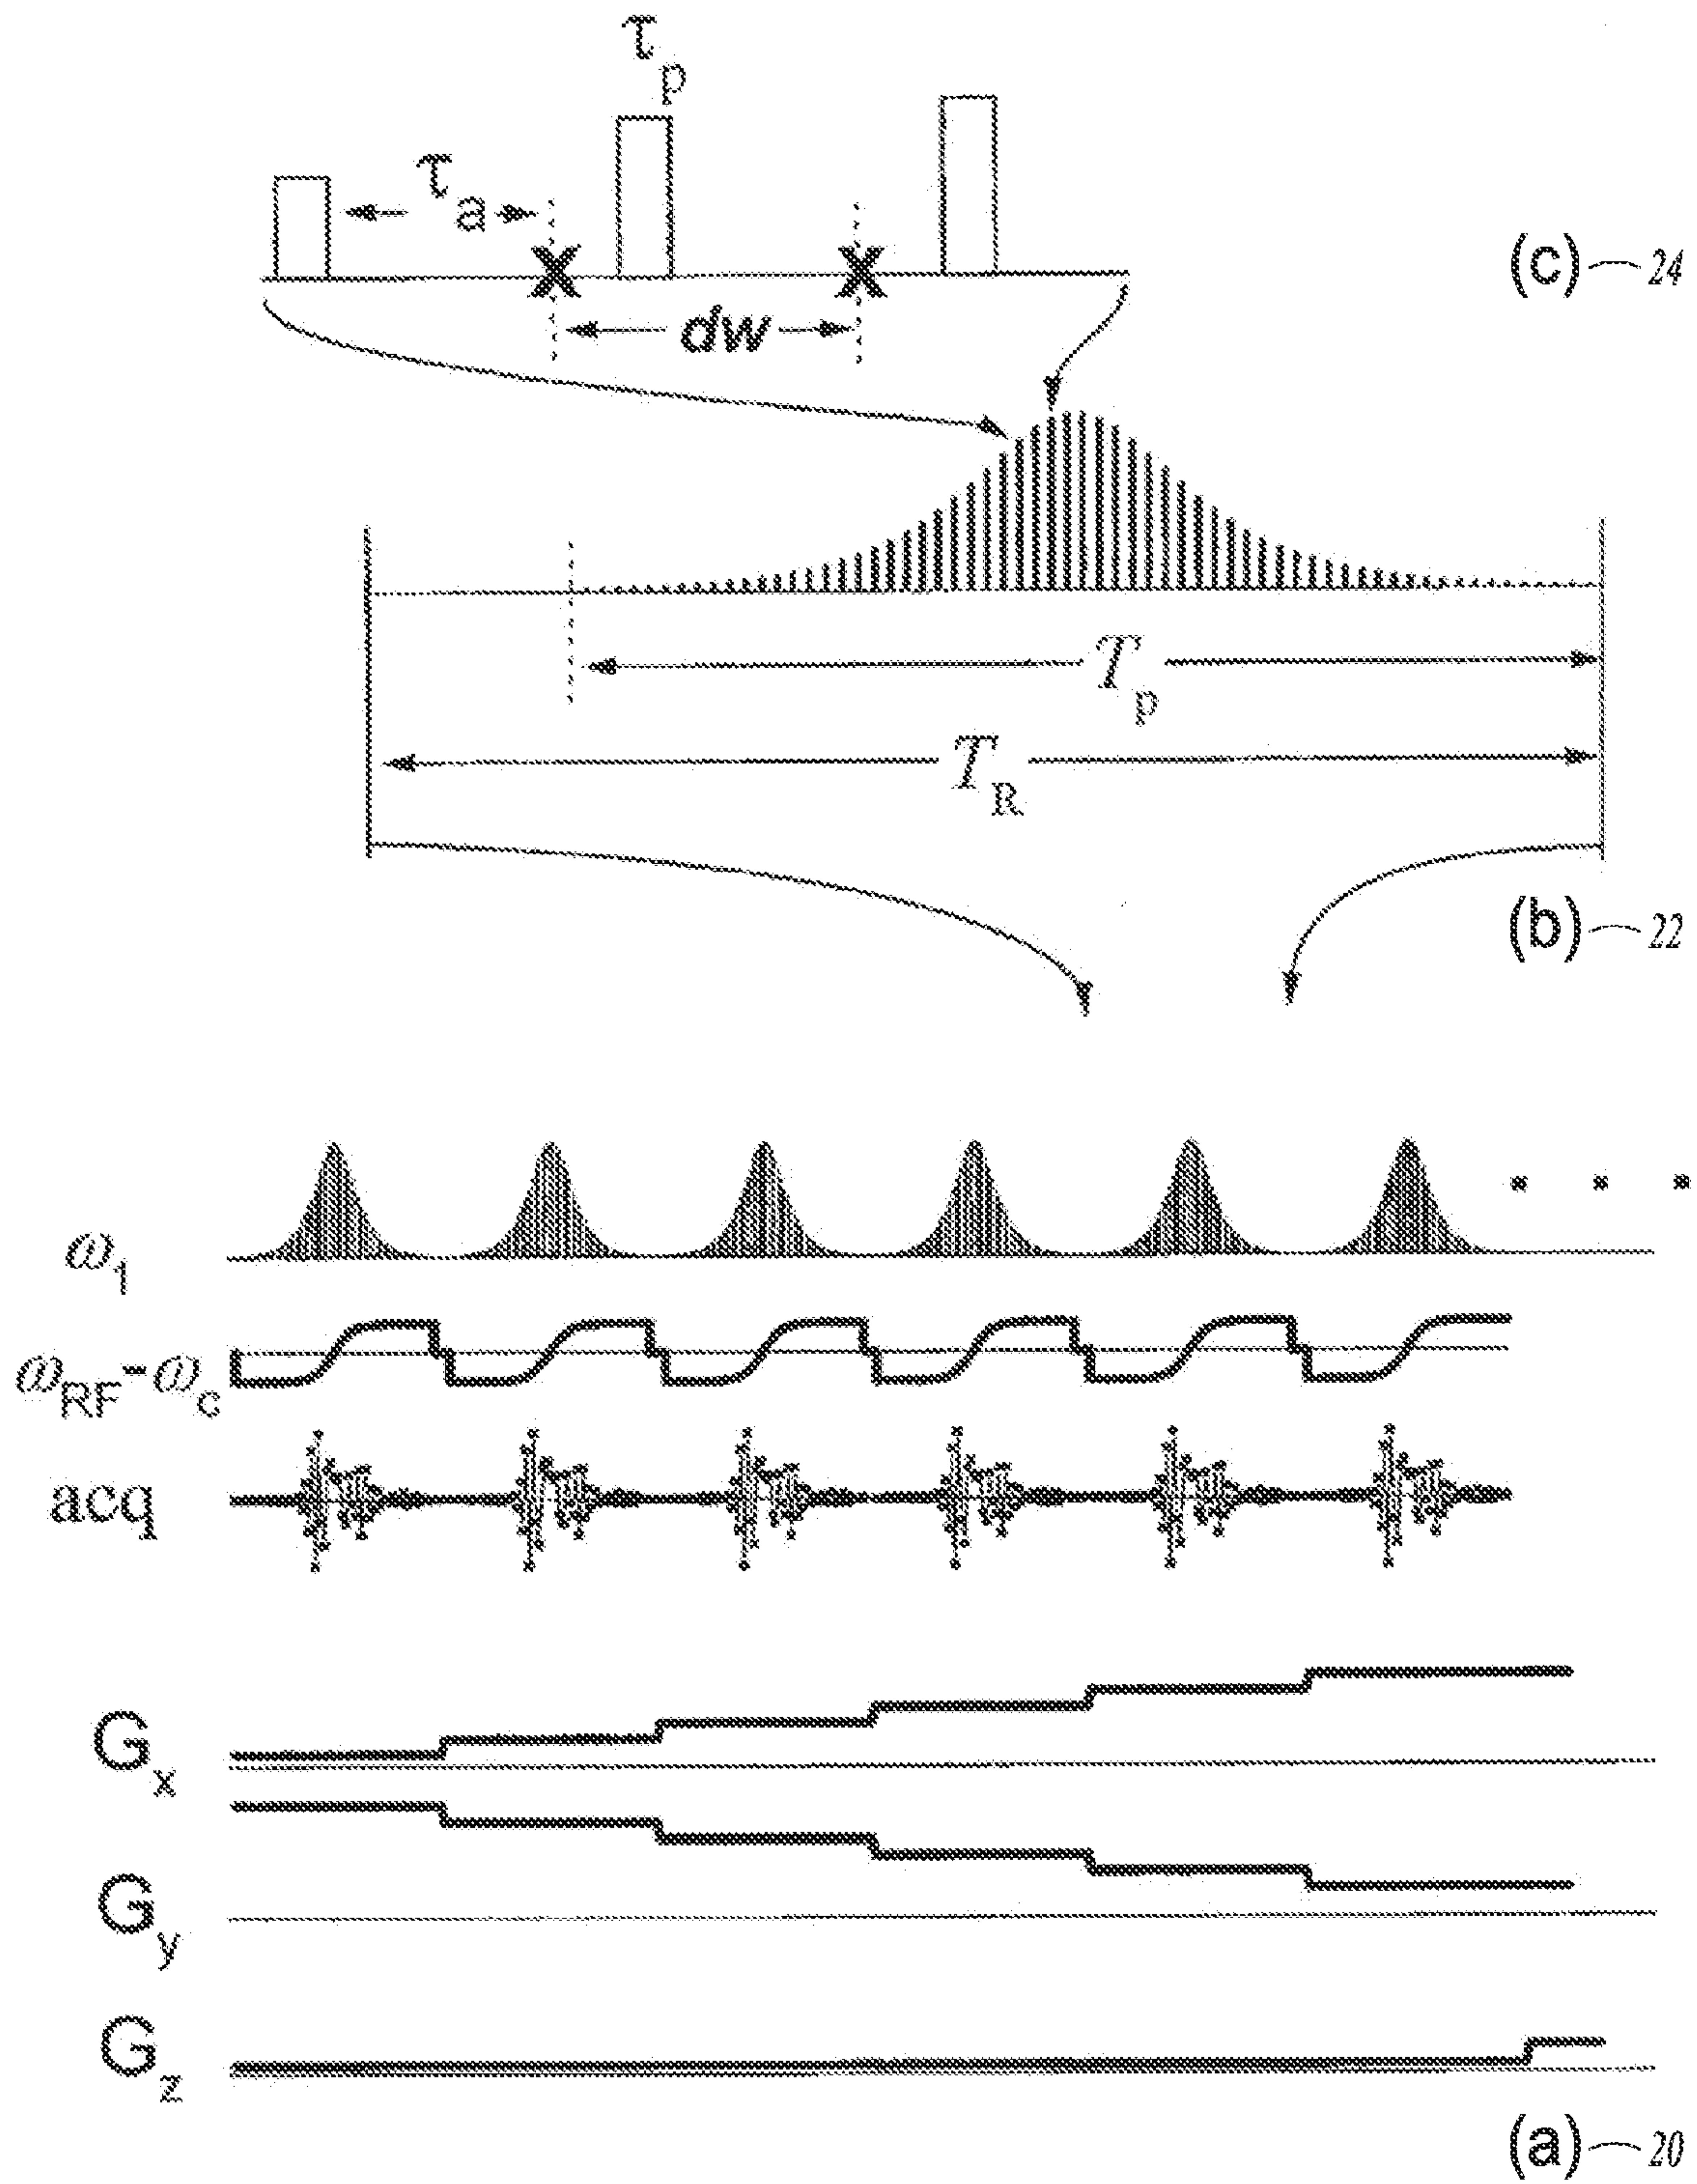 τp
τa
(c) 24
X X
dw
Tp
TR
(b) 22
ω1
ωRF-ωc
acq
Gx
Gy
Gz
(a) 20